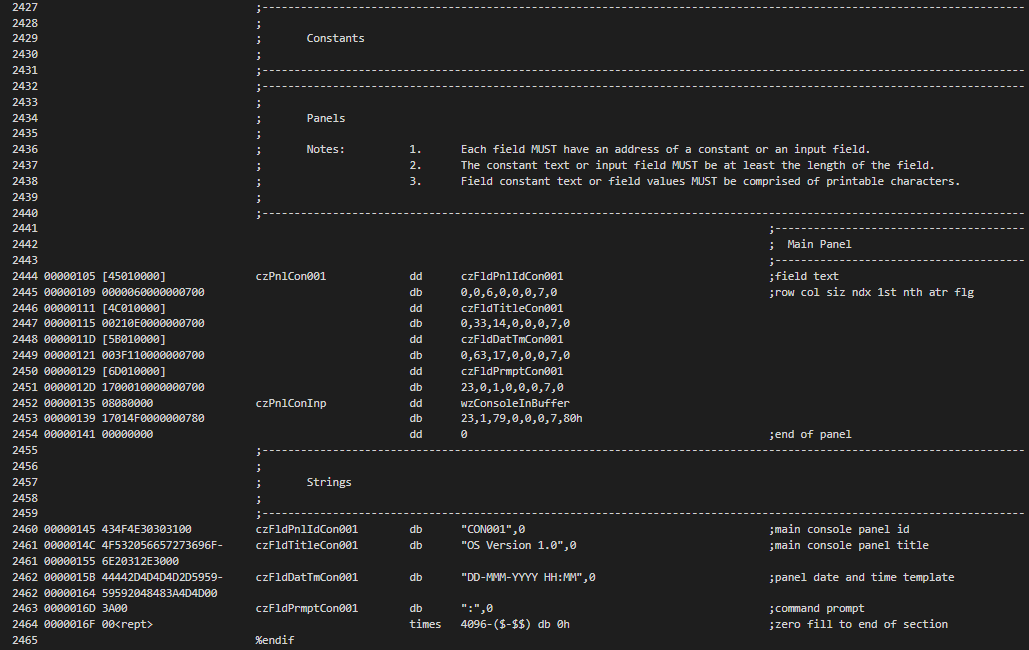 2427 ;-----------------------------------------------------------------------------------------------------------------------
2428 ;
2429 ; Constants
2430 ;
2431 ;-----------------------------------------------------------------------------------------------------------------------
2432 ;-----------------------------------------------------------------------------------------------------------------------
2433 ;
2434 ; Panels
2435 ;
2436 ; Notes: 1. Each field MUST have an address of a constant or an input field.
2437 ; 2. The constant text or input field MUST be at least the length of the field.
2438 ; 3. Field constant text or field values MUST be comprised of printable characters.
2439 ;
2440 ;-----------------------------------------------------------------------------------------------------------------------
2441 ;---------------------------------------
2442 ; Main Panel
2443 ;---------------------------------------
2444 00000105 [45010000] czPnlCon001 dd czFldPnlIdCon001 ;field text
2445 00000109 0000060000000700 db 0,0,6,0,0,0,7,0 ;row col siz ndx 1st nth atr flg
2446 00000111 [4C010000] dd czFldTitleCon001
2447 00000115 00210E0000000700 db 0,33,14,0,0,0,7,0
2448 0000011D [5B010000] dd czFldDatTmCon001
2449 00000121 003F110000000700 db 0,63,17,0,0,0,7,0
2450 00000129 [6D010000] dd czFldPrmptCon001
2451 0000012D 1700010000000700 db 23,0,1,0,0,0,7,0
2452 00000135 08080000 czPnlConInp dd wzConsoleInBuffer
2453 00000139 17014F0000000780 db 23,1,79,0,0,0,7,80h
2454 00000141 00000000 dd 0 ;end of panel
2455 ;-----------------------------------------------------------------------------------------------------------------------
2456 ;
2457 ; Strings
2458 ;
2459 ;-----------------------------------------------------------------------------------------------------------------------
2460 00000145 434F4E30303100 czFldPnlIdCon001 db "CON001",0 ;main console panel id
2461 0000014C 4F532056657273696F- czFldTitleCon001 db "OS Version 1.0",0 ;main console panel title
2461 00000155 6E20312E3000
2462 0000015B 44442D4D4D4D2D5959- czFldDatTmCon001 db "DD-MMM-YYYY HH:MM",0 ;panel date and time template
2462 00000164 59592048483A4D4D00
2463 0000016D 3A00 czFldPrmptCon001 db ":",0 ;command prompt
2464 0000016F 00<rept> times 4096-($-$$) db 0h ;zero fill to end of section
2465 %endif